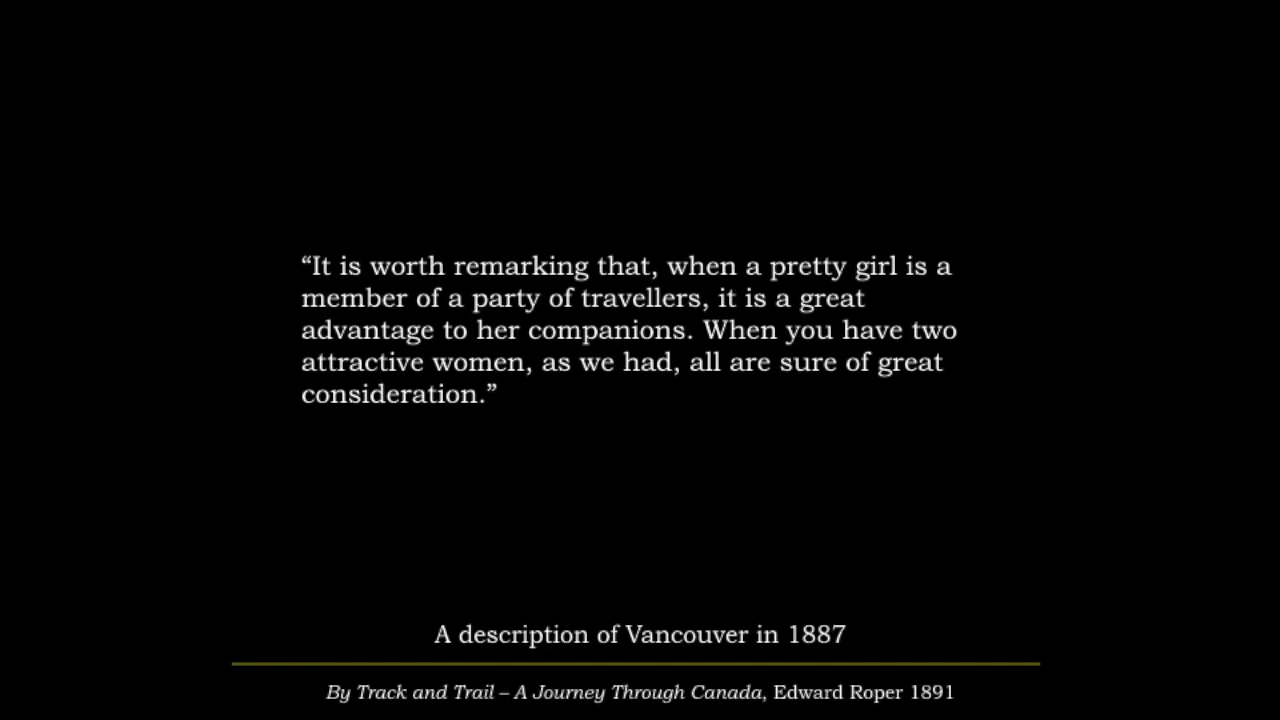 “It is worth remarking that, when a pretty girl is a
member of a party of travellers, it is a great
advantage to her companions. When you have two
attractive women, as we had, all are sure of great
consideration.”
A description of Vancouver in 1887
By Track and Trail – A Journey Through Canada, Edward Roper 1891